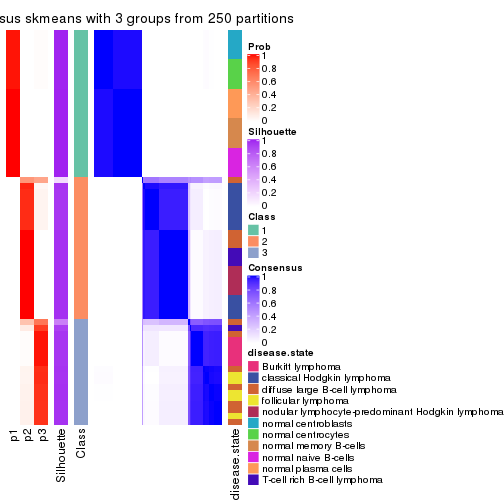 sus skmeans with 3 groups from 250 partitions
Prob
1
0.8
0.6
0.4
0.2
0
Silhouette
1
0.8
0.6
0.4
0.2
0
Class
1
2
3
Consensus
1
0.8
0.6
0.4
0.2
0
disease.state
Burkitt lymphoma
classical Hodgkin lymphoma
diffuse large B-cell lymphoma
follicular lymphoma
nodular lymphocyte-predominant Hodgkin lymphoma
normal centroblasts
normal centrocytes
normal memory B-cells
normal naive B-cells
normal plasma cells
T-cell rich B-cell lymphoma
p1
p2
p3
Silhouette
Class
disease.state